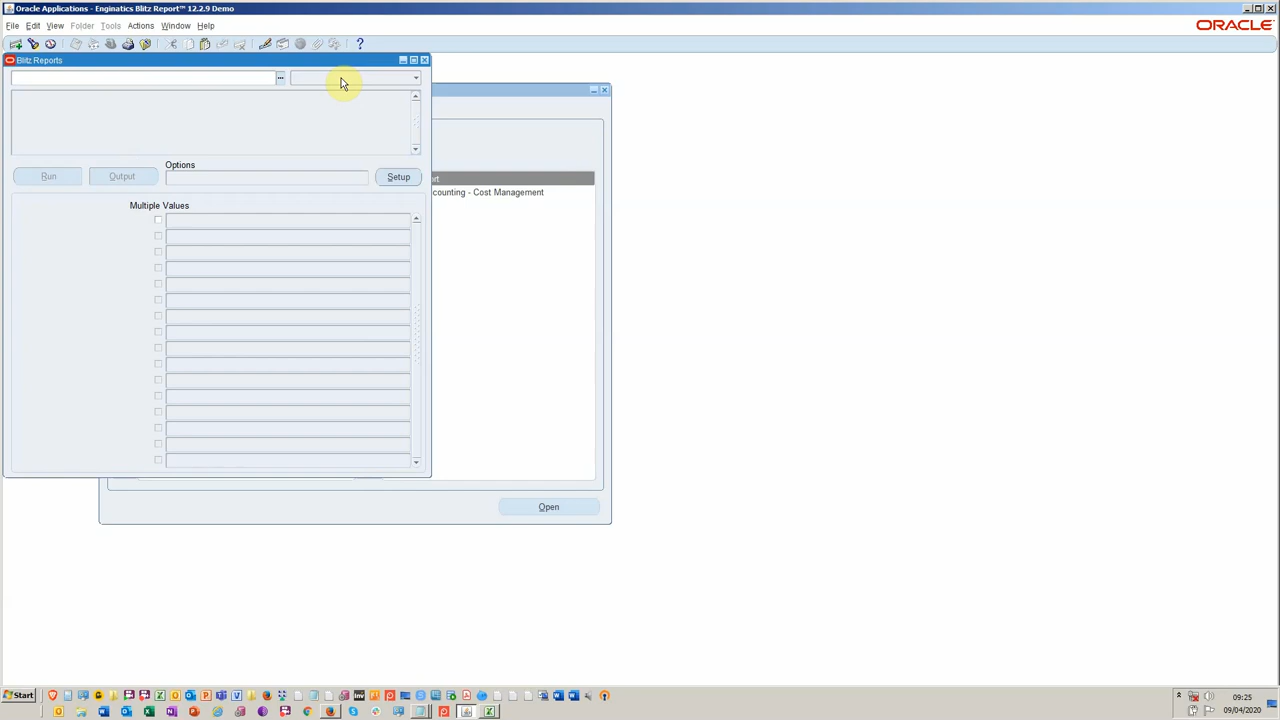 Oracle Applications - Enginatics Blitz Report™ 12.2.9 Demo
File Edit View Folder Tools Actions Window Help
ORACLE
Blitz Reports
Options
Run Output Setup
ort
counting - Cost Management
Multiple Values
Open
Start
09:25
09/04/2020